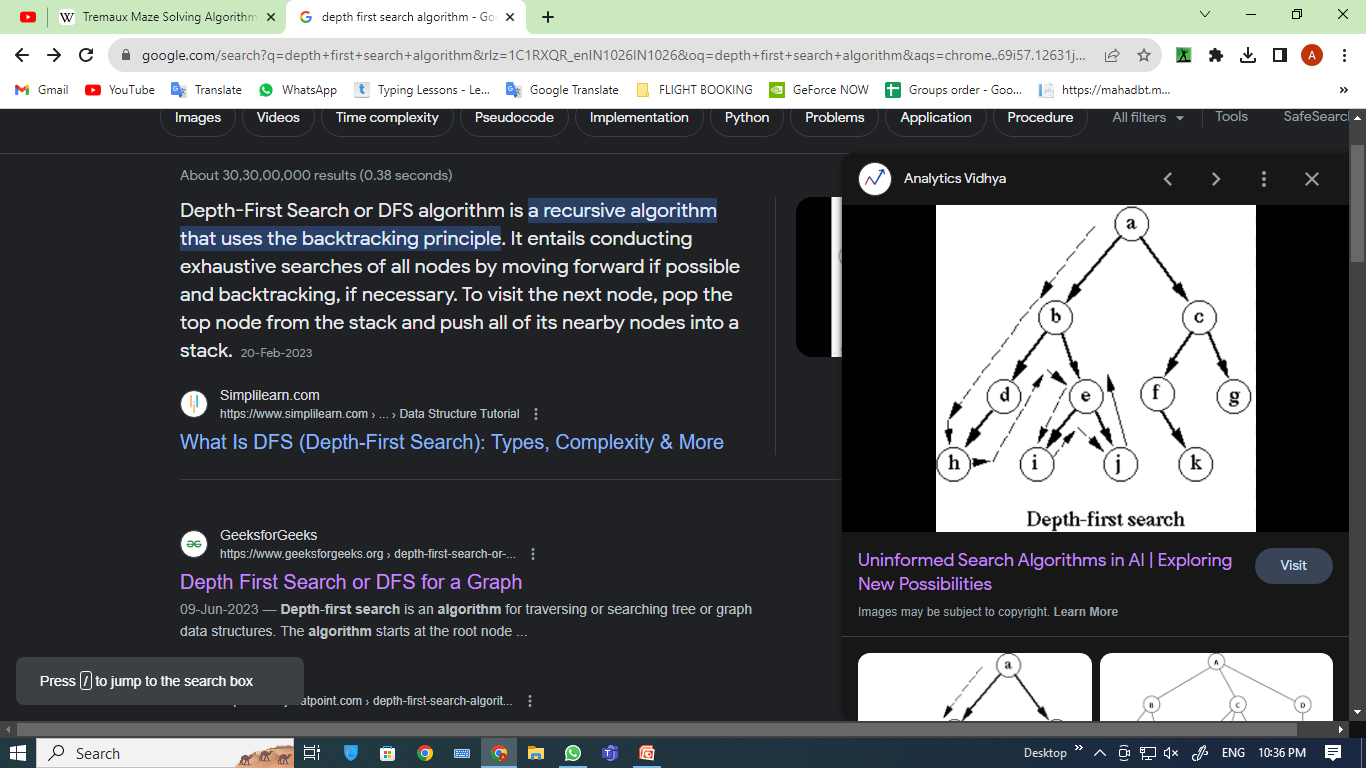 Tremaux Maze Solving Algorithm
depth first search algorithm - Go
google.com/search?q=depth+first+search+algorithm&rlz=1C1RXQR_enIN1026IN1026&oq=depth+first+search+algorithm&aqs=chrome..69i57.12631j...
A
Gmail
YouTube
Translate
WhatsApp
Typing Lessons - Le...
Google Translate
FLIGHT BOOKING
GeForce NOW
Groups order - Goo...
https://mahadbt.m...
Images
Videos
Time complexity
Pseudocode
Implementation
Python
Problems
Application
Procedure
All filters
Tools
SafeSearch
About 30,30,00,000 results (0.38 seconds)
Depth-First Search or DFS algorithm is a recursive algorithm
that uses the backtracking principle. It entails conducting
exhaustive searches of all nodes by moving forward if possible
and backtracking, if necessary. To visit the next node, pop the
top node from the stack and push all of its nearby nodes into a
stack. 20-Feb-2023
Simplilearn.com
https://www.simplilearn.com › ... › Data Structure Tutorial
What Is DFS (Depth-First Search): Types, Complexity & More
GeeksforGeeks
https://www.geeksforgeeks.org › depth-first-search-or-...
Depth First Search or DFS for a Graph
09-Jun-2023 — Depth-first search is an algorithm for traversing or searching tree or graph
data structures. The algorithm starts at the root node ...
atpoint.com › depth-first-search-algorit...
Press / to jump to the search box
Analytics Vidhya
a
b
c
d
e
f
g
h
i
j
k
Depth-first search
Uninformed Search Algorithms in AI | Exploring
New Possibilities
Visit
Images may be subject to copyright. Learn More
a
A
B
C
D
Search
Desktop
ENG
10:36 PM